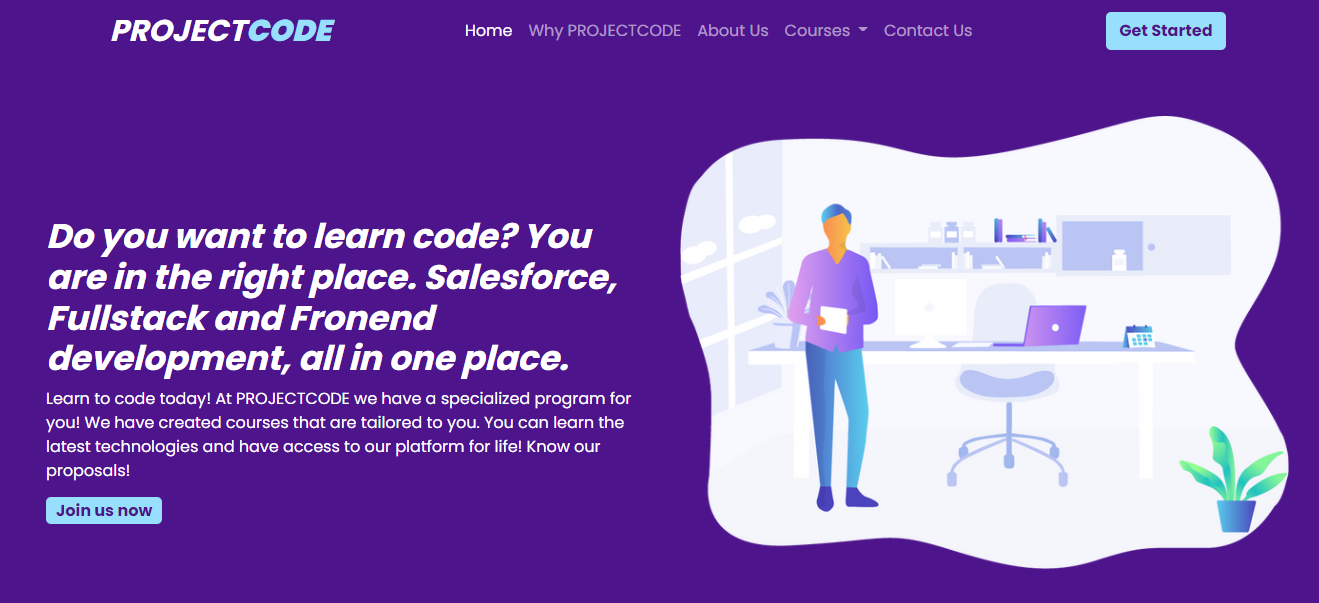 PROJECTCODE
Home Why PROJECTCODE About Us Courses Contact Us
Get Started
Do you want to learn code? You
are in the right place. Salesforce,
Fullstack and Fronend
development, all in one place.
Learn to code today! At PROJECTCODE we have a specialized program for
you! We have created courses that are tailored to you. You can learn the
latest technologies and have access to our platform for life! Know our
proposals!
Join us now